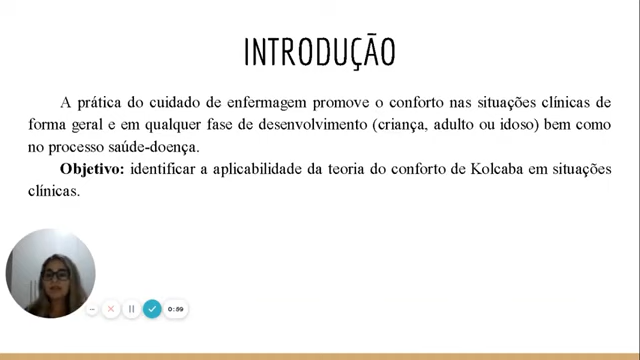 INTRODUÇÃO
A prática do cuidado de enfermagem promove o conforto nas situações clínicas de
forma geral e em qualquer fase de desenvolvimento (criança, adulto ou idoso) bem como
no processo saúde-doença.
Objetivo: identificar a aplicabilidade da teoria do conforto de Kolcaba em situações
clínicas.
0:59